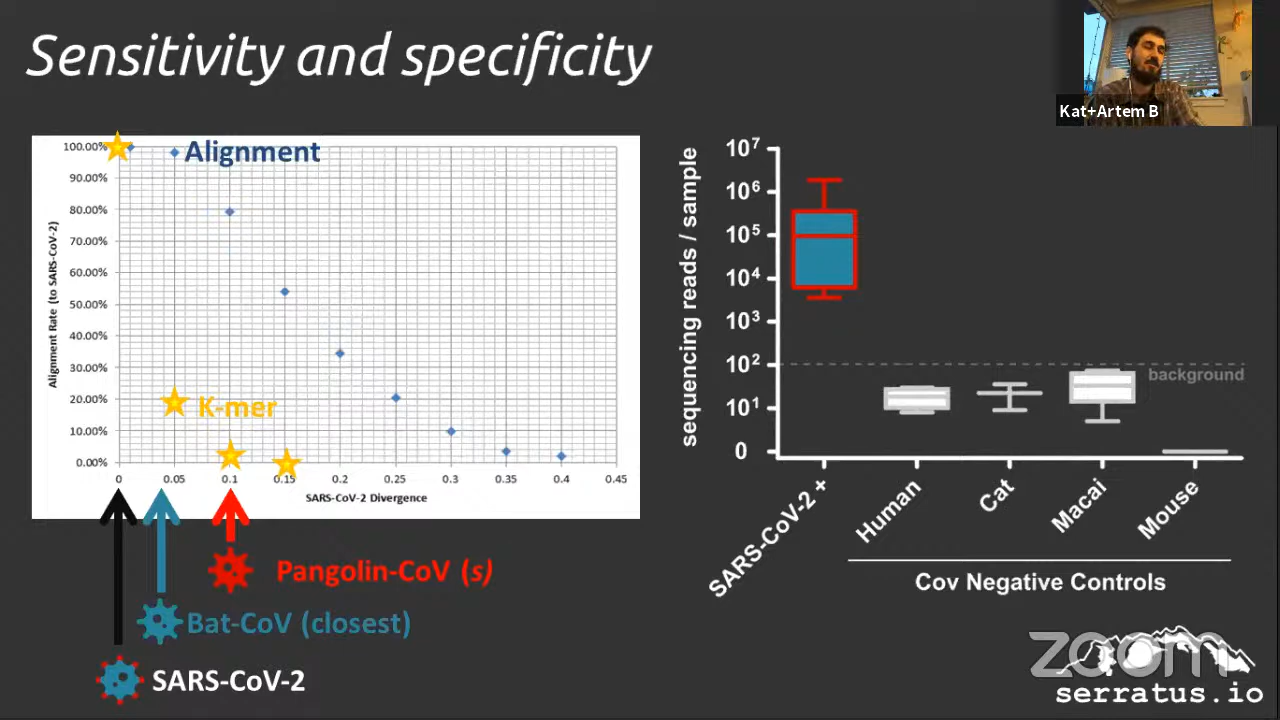 Sensitivity and specificity
Kat+Artem B
Alignment
K-mer
Alignment Rate (to SARS-CoV-2)
100.00%
90.00%
80.00%
70.00%
60.00%
50.00%
40.00%
30.00%
20.00%
10.00%
0.00%
0 0.05 0.1 0.15 0.2 0.25 0.3 0.35 0.4 0.45
SARS-CoV-2 Divergence
Pangolin-CoV (s)
Bat-CoV (closest)
SARS-CoV-2
sequencing reads / sample
10⁷
10⁶
10⁵
10⁴
10³
10²
10¹
0
background
SARS-CoV-2 +
Human
Cat
Macai
Mouse
Cov Negative Controls
zoom
serratus.io